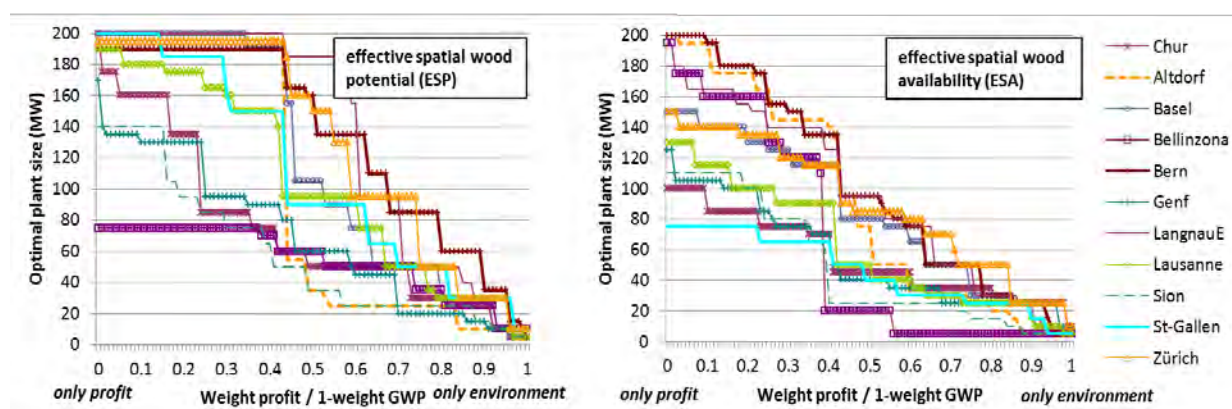 200
180
160
140
120
100
80
60
40
20
0
Optimal plant size (MW)
effective spatial wood
potential (ESP)
0 0.1 0.2 0.3 0.4 0.5 0.6 0.7 0.8 0.9 1
only profit
Weight profit / 1-weight GWP
only environment
200
180
160
140
120
100
80
60
40
20
0
Optimal plant size (MW)
effective spatial wood
availability (ESA)
0 0.1 0.2 0.3 0.4 0.5 0.6 0.7 0.8 0.9 1
only profit
Weight profit / 1-weight GWP
only environment
Chur
Altdorf
Basel
Bellinzona
Bern
Genf
LangnauE
Lausanne
Sion
St-Gallen
Zürich